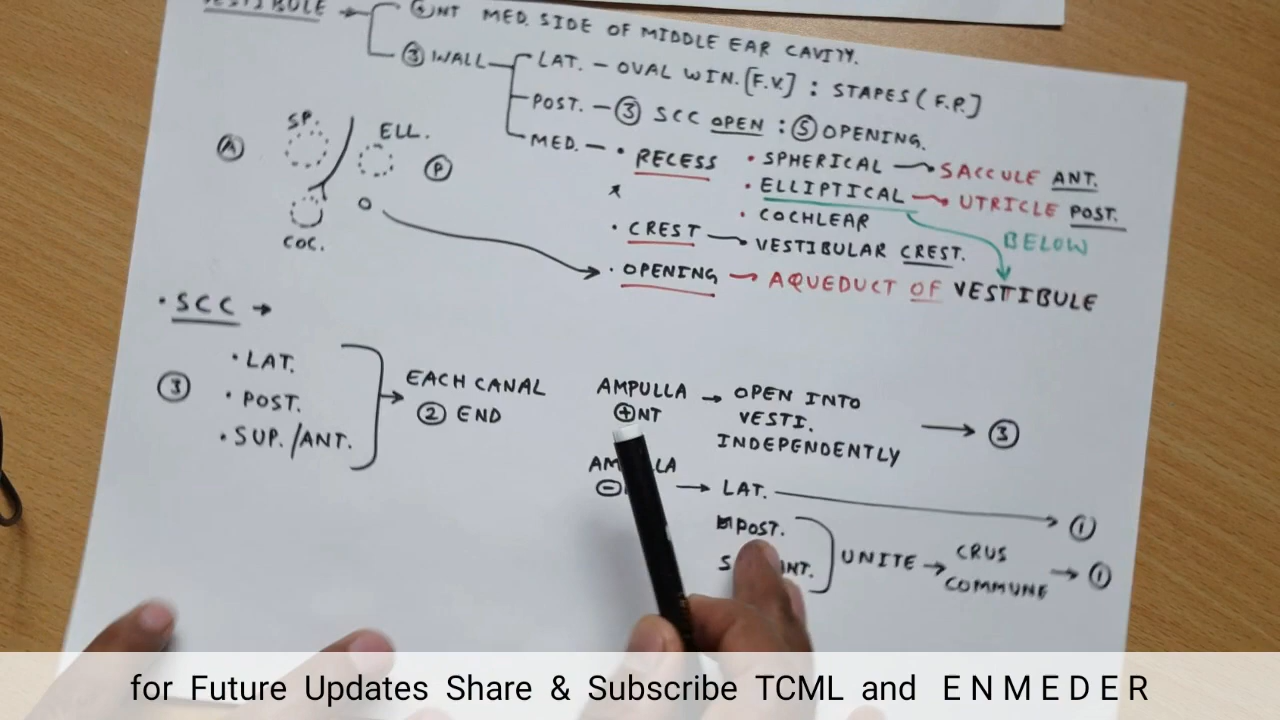 VESTIBULE → ⊕NT MED. SIDE OF MIDDLE EAR CAVITY.
③ WALL
LAT. – OVAL WIN. [F.V.] : STAPES ( F.P.]
POST. – ③ SCC OPEN : ⑤ OPENING.
MED. – • RECESS • SPHERICAL → SACCULE ANT.
• ELLIPTICAL → UTRICLE POST.
• COCHLEAR
BELOW
• CREST → VESTIBULAR CREST.
• OPENING → AQUEDUCT OF VESTIBULE
SP.
ELL.
Ⓐ
Ⓟ
COC.
• SCC →
③
• LAT.
• POST.
• SUP./ANT.
EACH CANAL
② END
AMPULLA → OPEN INTO
⊕NT VESTI.
INDEPENDENTLY → ③
→ LAT. → ①
POST.
UNITE → CRUS
COMMUNE → ①
for Future Updates Share & Subscribe TCML and E N M E D E R